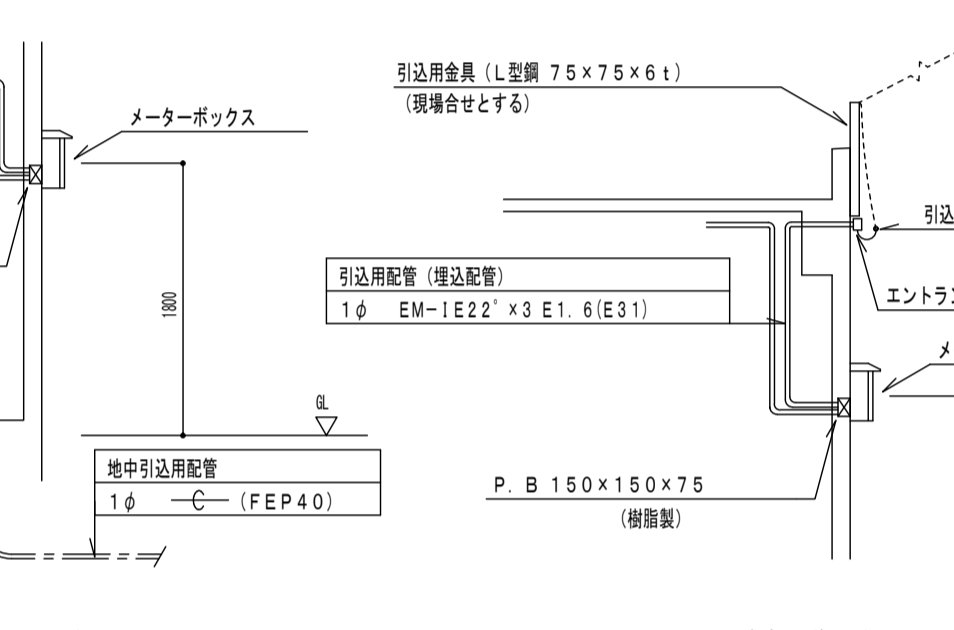 引込用金具（Ｌ型鋼 ７５×７５×６ｔ）
（現場合せとする）
メーターボックス
引込
引込用配管（埋込配管）
１φ EM-IE22°×3 E1.6(E31)
エントラン
1800
メ
GL
地中引込用配管
１φ C （ＦＥＰ４０）
Ｐ．Ｂ １５０×１５０×７５
（樹脂製）